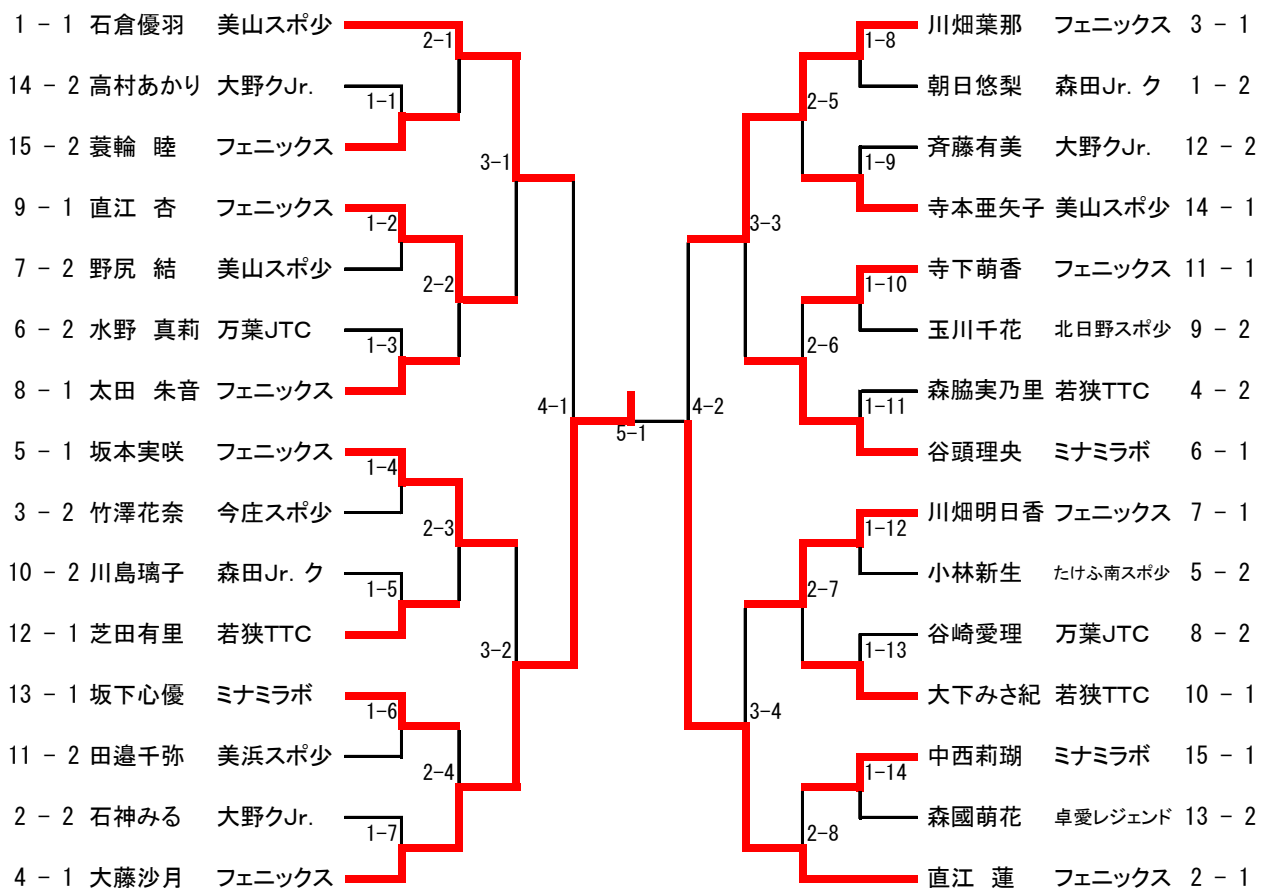 1 - 1 石倉優羽 美山スポ少
14 - 2 高村あかり 大野クJr.
15 - 2 蓑輪 睦 フェニックス
9 - 1 直江 杏 フェニックス
7 - 2 野尻 結 美山スポ少
6 - 2 水野 真莉 万葉JTC
8 - 1 太田 朱音 フェニックス
5 - 1 坂本実咲 フェニックス
3 - 2 竹澤花奈 今庄スポ少
10 - 2 川島璃子 森田Jr. ク
12 - 1 芝田有里 若狭TTC
13 - 1 坂下心優 ミナミラボ
11 - 2 田邉千弥 美浜スポ少
2 - 2 石神みる 大野クJr.
4 - 1 大藤沙月 フェニックス
1-1
1-2
1-3
1-4
1-5
1-6
1-7
2-1
2-2
2-3
2-4
3-1
3-2
4-1
5-1
4-2
3-3
3-4
2-5
2-6
2-7
2-8
1-8
1-9
1-10
1-11
1-12
1-13
1-14
川畑葉那 フェニックス 3 - 1
朝日悠梨 森田Jr. ク 1 - 2
斉藤有美 大野クJr. 12 - 2
寺本亜矢子 美山スポ少 14 - 1
寺下萌香 フェニックス 11 - 1
玉川千花 北日野スポ少 9 - 2
森脇実乃里 若狭TTC 4 - 2
谷頭理央 ミナミラボ 6 - 1
川畑明日香 フェニックス 7 - 1
小林新生 たけふ南スポ少 5 - 2
谷崎愛理 万葉JTC 8 - 2
大下みさ紀 若狭TTC 10 - 1
中西莉瑚 ミナミラボ 15 - 1
森國萌花 卓愛レジェンド 13 - 2
直江 蓮 フェニックス 2 - 1